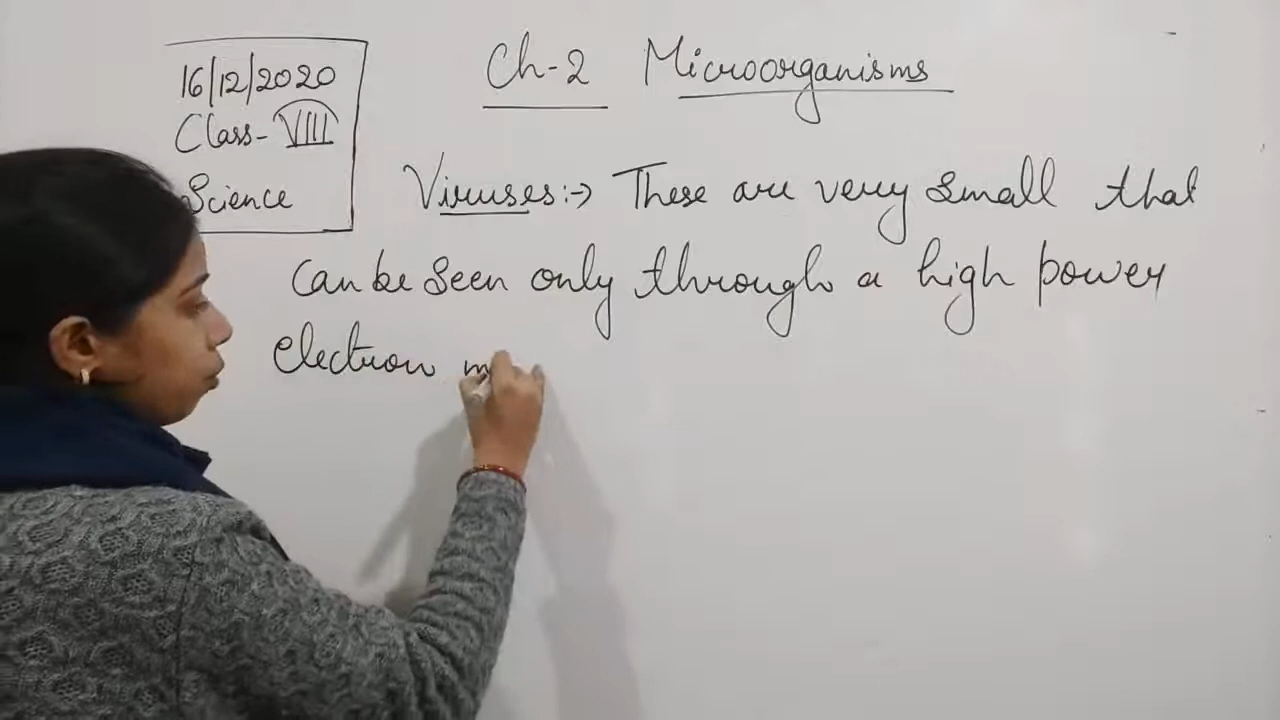 16/12/2020
Class- VIII
Science
Ch-2 Microorganisms
Viruses:→ These are very small that
can be seen only through a high power
electron m